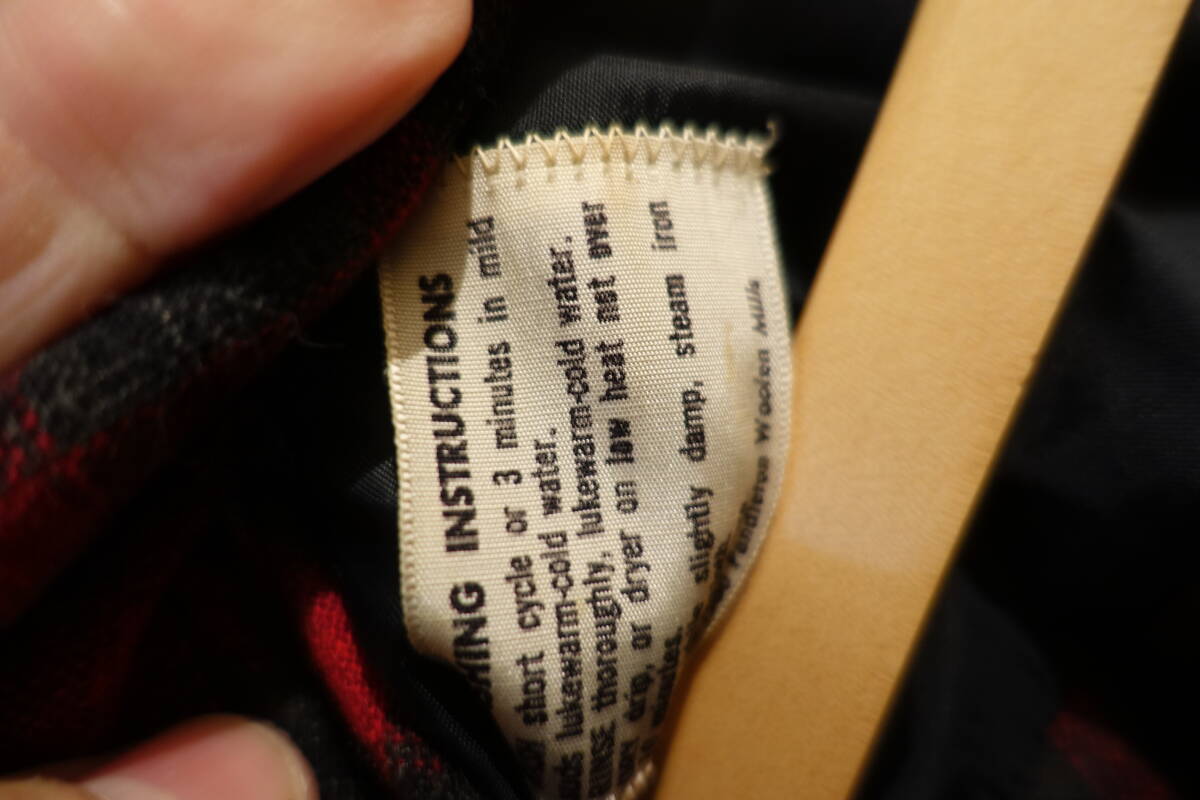 INSTRUCTIONS
short cycle or 3 minutes in mild
lukewarm-cold water.
thoroughly, lukewarm-cold water.
drip, or dryer on low heat not over
slightly damp, steam iron
Pendleton Woolen Mills